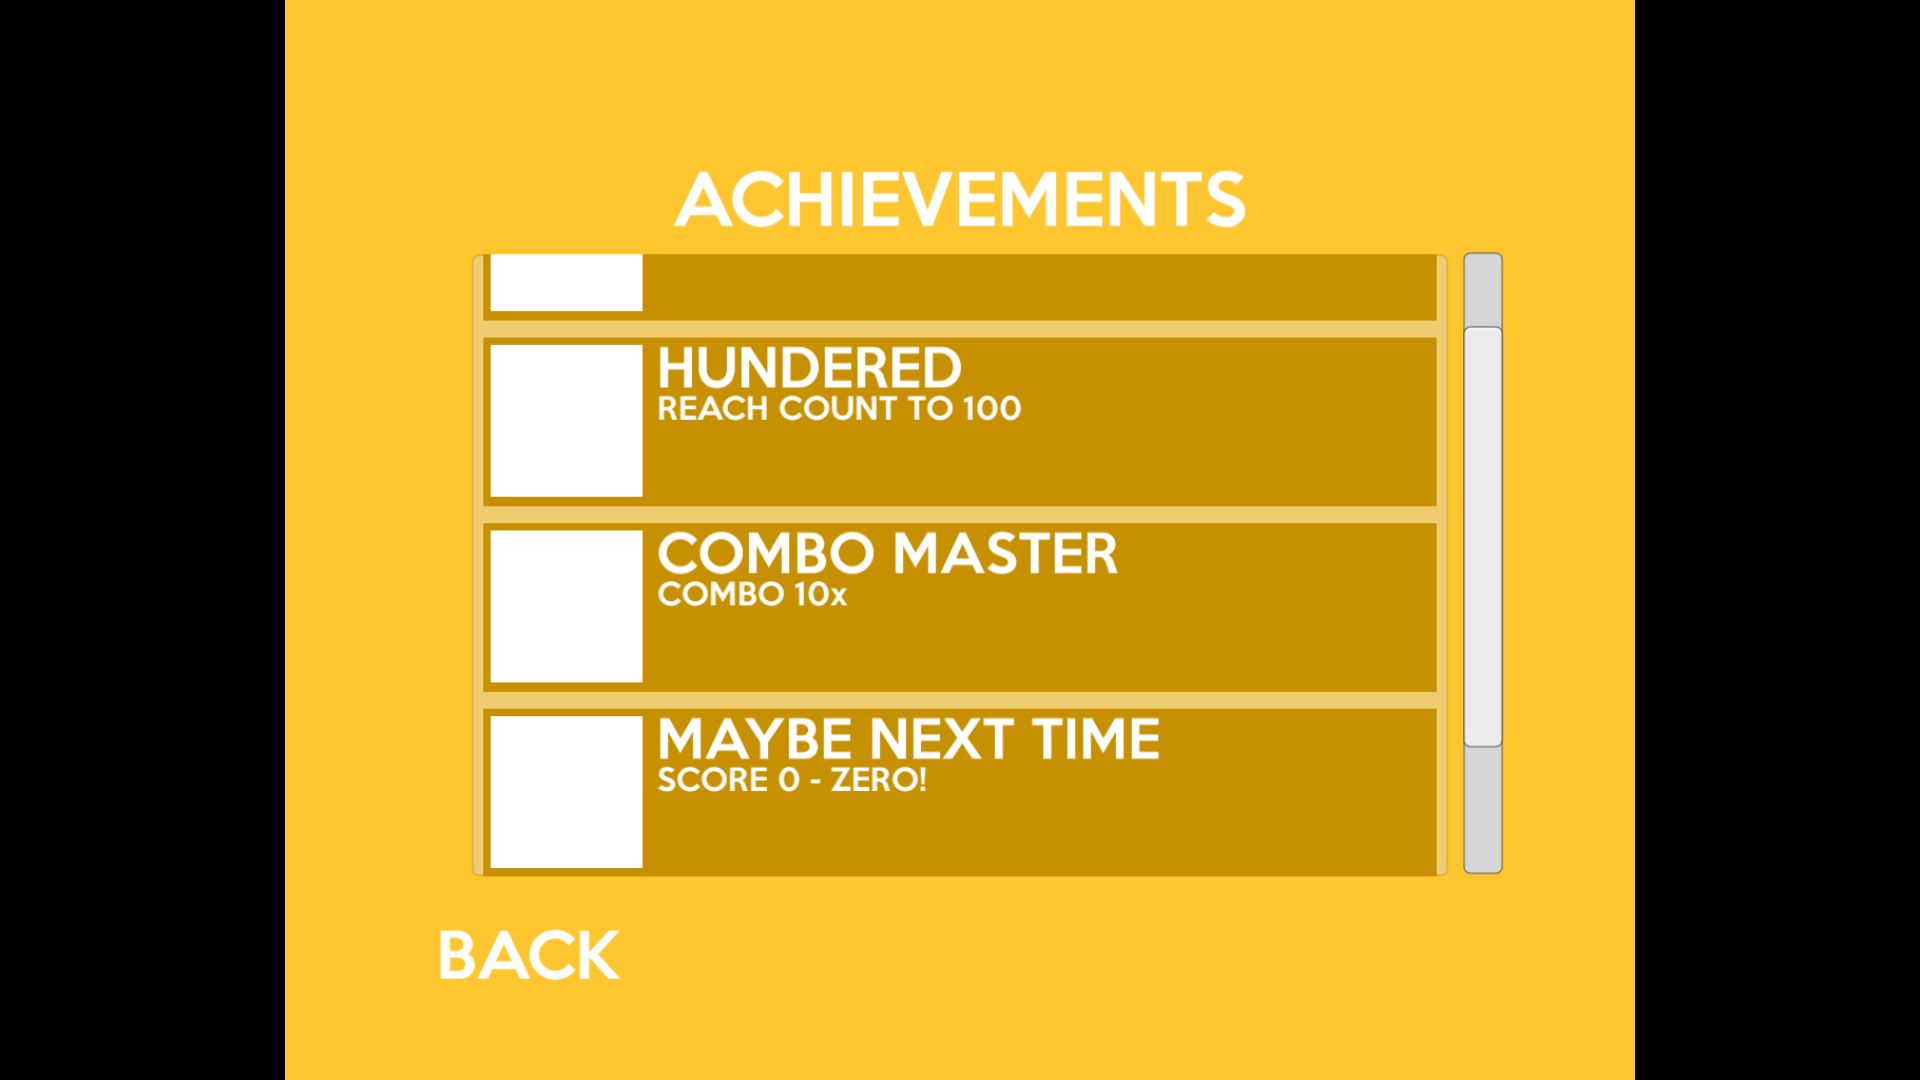 ACHIEVEMENTS
HUNDERED
REACH COUNT TO 100
COMBO MASTER
COMBO 10x
MAYBE NEXT TIME
SCORE 0 - ZERO!
BACK